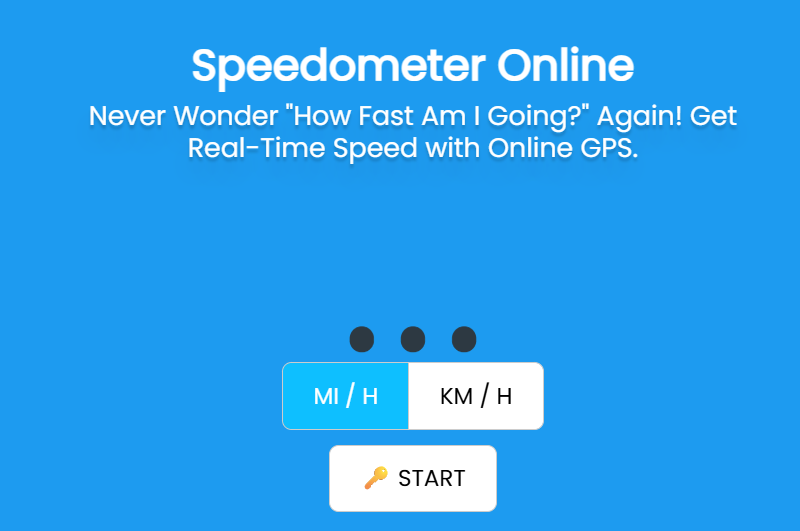 Speedometer Online
Never Wonder "How Fast Am I Going?" Again! Get
Real-Time Speed with Online GPS.
...
MI / H KM / H
START